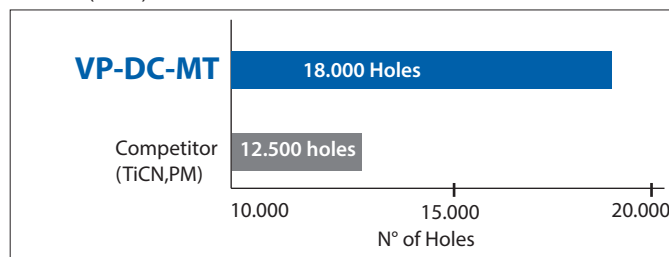 VP-DC-MT
18.000 Holes
Competitor
(TiCN,PM)
12.500 holes
10.000
15.000
20.000
N° of Holes